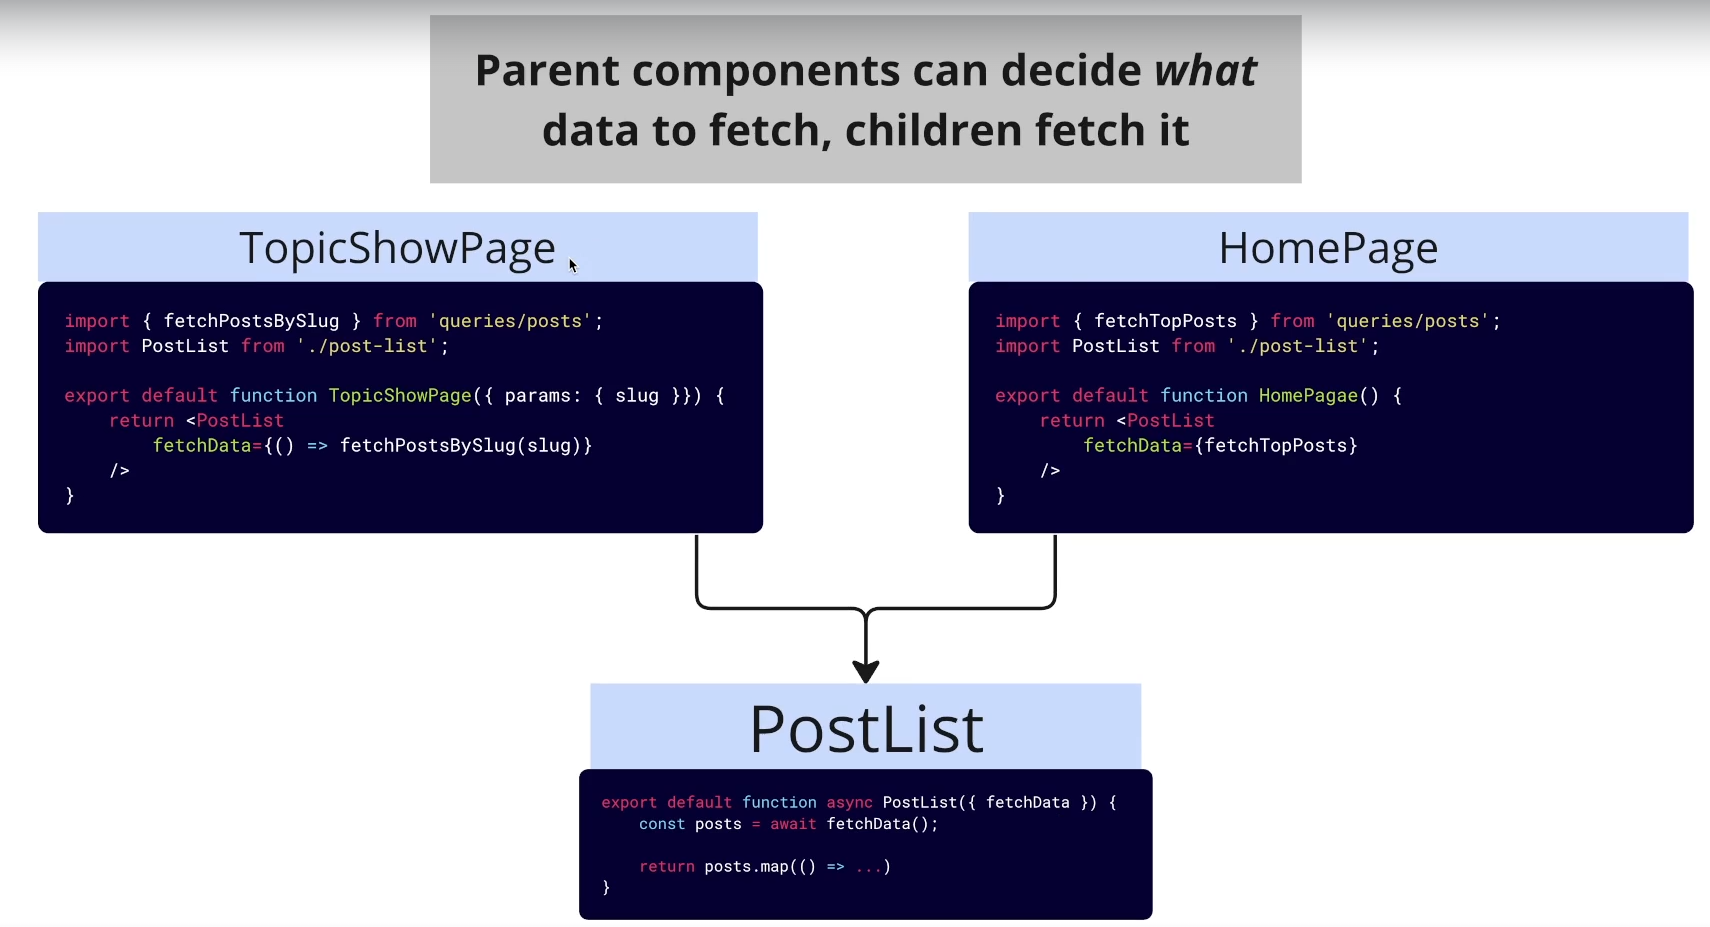 Parent components can decide what
data to fetch, children fetch it
TopicShowPage
import { fetchPostsBySlug } from 'queries/posts';
import PostList from './post-list';
export default function TopicShowPage({ params: { slug }}) {
    return <PostList
        fetchData={() => fetchPostsBySlug(slug)}
    />
}
HomePage
import { fetchTopPosts } from 'queries/posts';
import PostList from './post-list';
export default function HomePagae() {
    return <PostList
        fetchData={fetchTopPosts}
    />
}
PostList
export default function async PostList({ fetchData }) {
    const posts = await fetchData();
    return posts.map(() => ...)
}